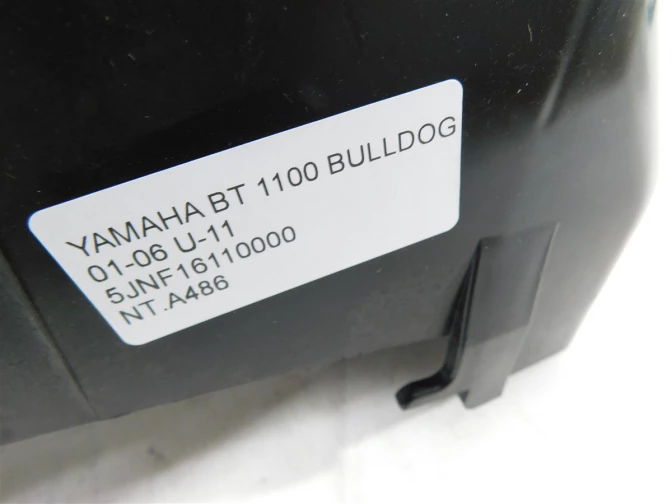 YAMAHA BT 1100 BULLDOG
01-06 U-11
5JNF16110000
NT.A486